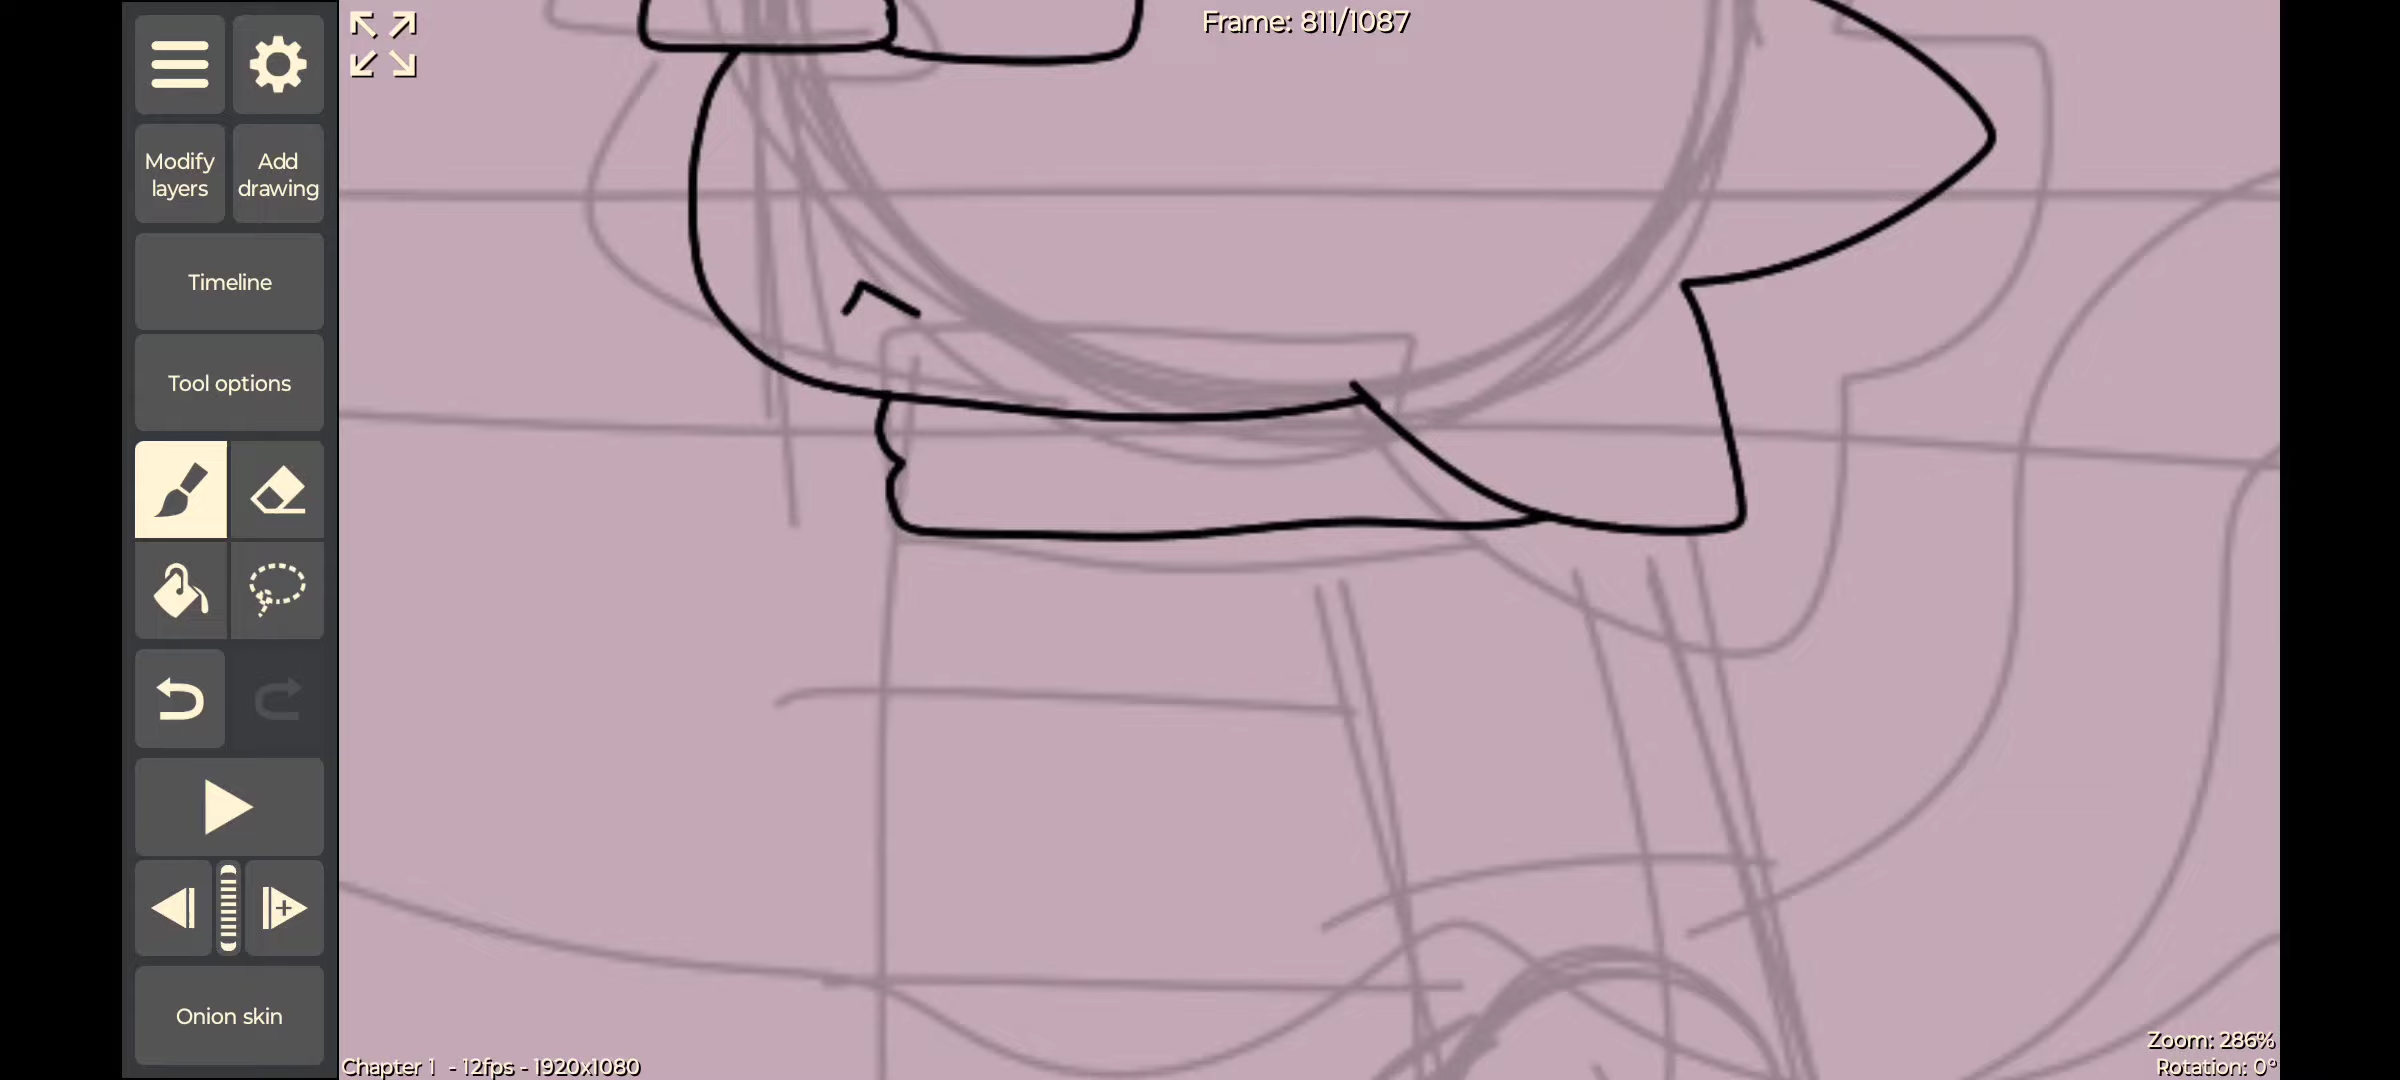 Frame: 811/1087
Modify
layers
Add
drawing
Timeline
Tool options
Onion skin
Chapter 1 - 12fps - 1920x1080
Zoom: 286%
Rotation: 0°